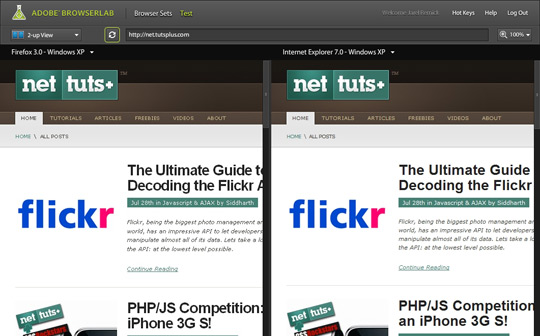 ADOBE® BROWSERLAB Browser Sets Test Welcome Hot Keys Help Log Out
2-up View http://net.tutsplus.com 100%
Firefox 3.0 - Windows XP
net tuts+ TM
HOME TUTORIALS ARTICLES FREEBIES VIDEOS ABOUT
HOME \ ALL POSTS
The Ultimate Guide to
Decoding the Flickr A
flickr
Jul 28th in Javascript & AJAX by Siddharth
Flickr, being the biggest photo management an
world, has an impressive API to let developers
manipulate almost all of its data. Lets take a lo
the API: at the lowest level possible.
Continue Reading
net tuts+
PHP/JS Competition:
iPhone 3G S!
Internet Explorer 7.0 - Windows XP
net tuts+ TM
HOME TUTORIALS ARTICLES FREEBIES VIDEOS ABOUT
HOME \ ALL POSTS
The Ultimate Guide
Decoding the Flickr
flickr
Jul 28th in Javascript & AJAX by Siddharth
Flickr, being the biggest photo management
world, has an impressive API to let develope
manipulate almost all of its data. Lets take a
the API: at the lowest level possible.
Continue Reading
net tuts+
PHP/JS Competition
an iPhone 3G S!